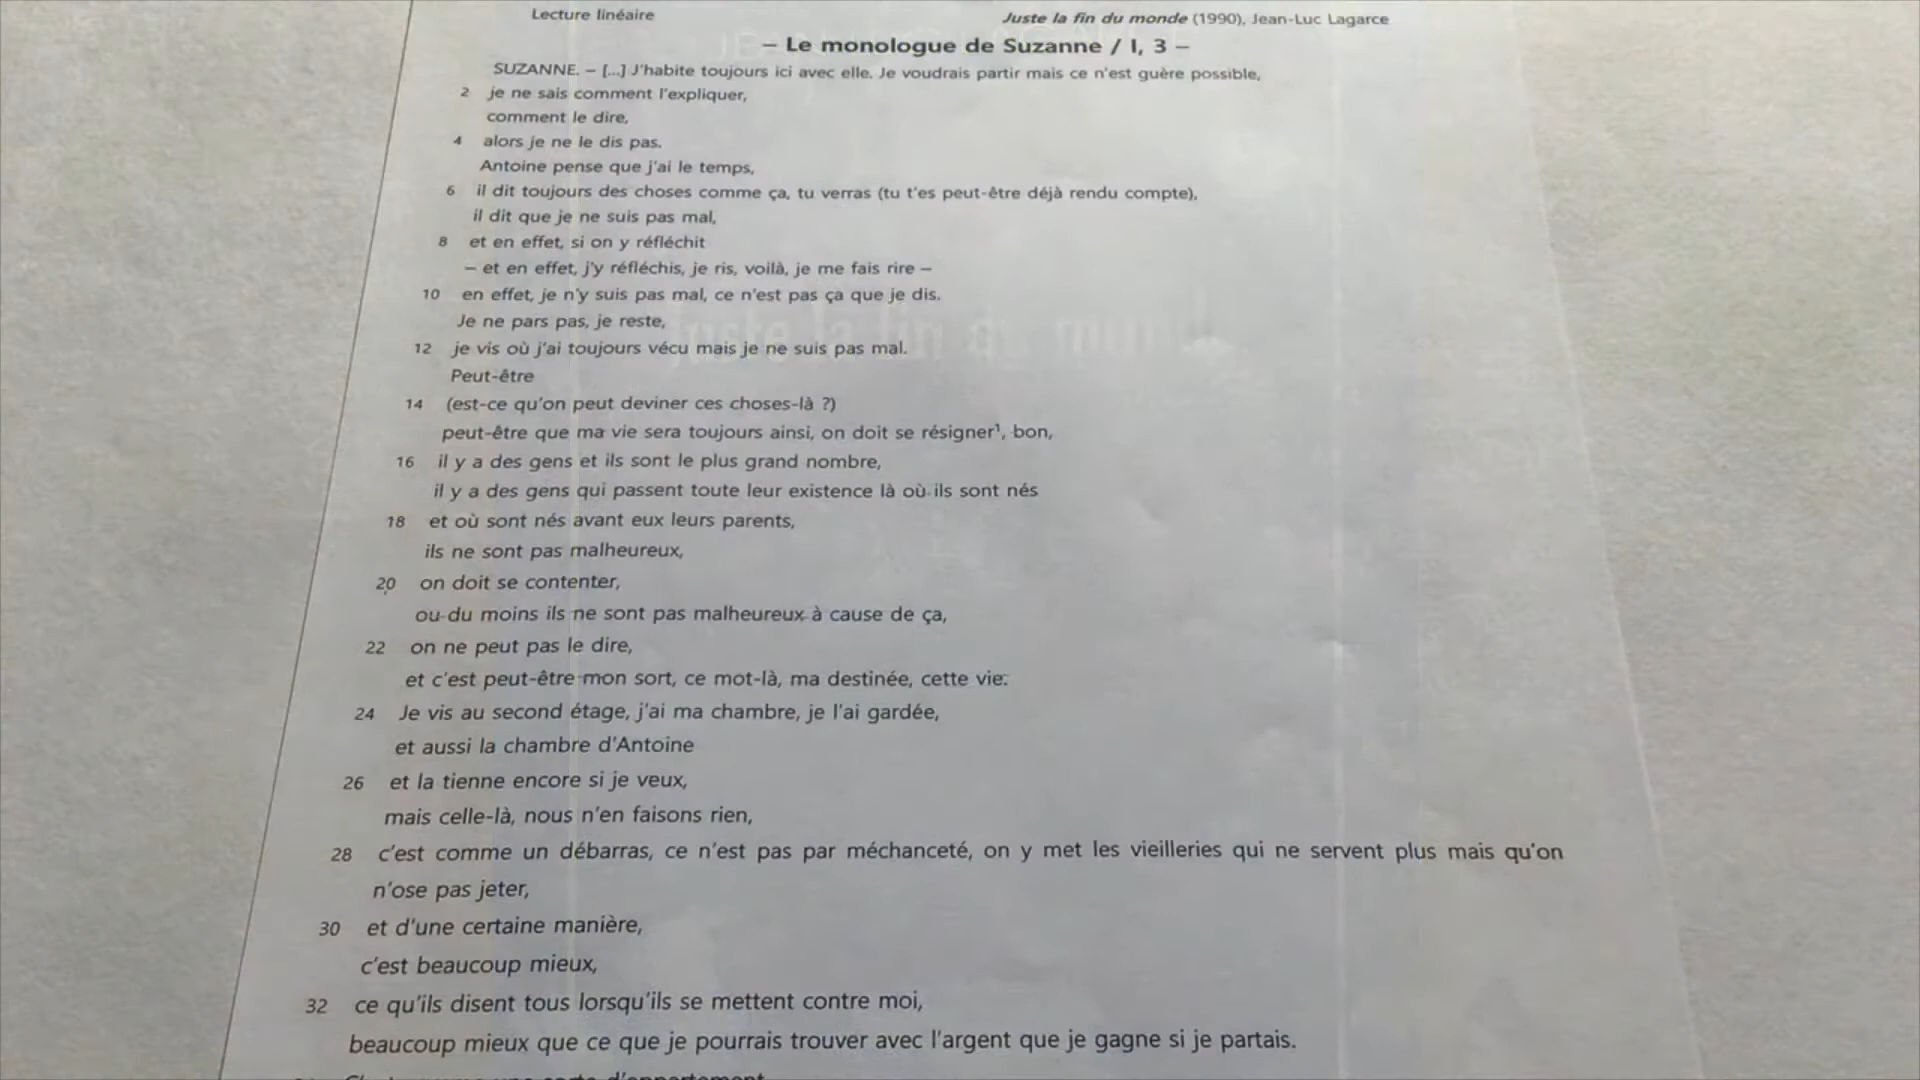 Lecture linéaire
Juste la fin du monde (1990), Jean-Luc Lagarce
– Le monologue de Suzanne / I, 3 –
SUZANNE. – [...] J'habite toujours ici avec elle. Je voudrais partir mais ce n'est guère possible,
2 je ne sais comment l'expliquer,
comment le dire,
4 alors je ne le dis pas.
Antoine pense que j'ai le temps,
6 il dit toujours des choses comme ça, tu verras (tu t'es peut-être déjà rendu compte),
il dit que je ne suis pas mal,
8 et en effet, si on y réfléchit
– et en effet, j'y réfléchis, je ris, voilà, je me fais rire –
10 en effet, je n'y suis pas mal, ce n'est pas ça que je dis.
Je ne pars pas, je reste,
12 je vis où j'ai toujours vécu mais je ne suis pas mal.
Peut-être
14 (est-ce qu'on peut deviner ces choses-là ?)
peut-être que ma vie sera toujours ainsi, on doit se résigner¹, bon,
16 il y a des gens et ils sont le plus grand nombre,
il y a des gens qui passent toute leur existence là où ils sont nés
18 et où sont nés avant eux leurs parents,
ils ne sont pas malheureux,
20 on doit se contenter,
ou du moins ils ne sont pas malheureux à cause de ça,
22 on ne peut pas le dire,
et c'est peut-être mon sort, ce mot-là, ma destinée, cette vie.
24 Je vis au second étage, j'ai ma chambre, je l'ai gardée,
et aussi la chambre d'Antoine
26 et la tienne encore si je veux,
mais celle-là, nous n'en faisons rien,
28 c'est comme un débarras, ce n'est pas par méchanceté, on y met les vieilleries qui ne servent plus mais qu'on
n'ose pas jeter,
30 et d'une certaine manière,
c'est beaucoup mieux,
32 ce qu'ils disent tous lorsqu'ils se mettent contre moi,
beaucoup mieux que ce que je pourrais trouver avec l'argent que je gagne si je partais.